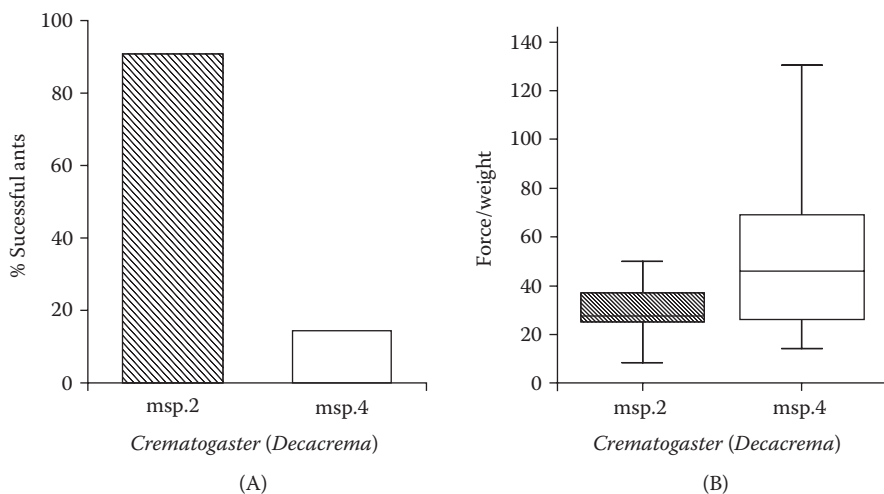 100
80
60
40
20
0
% Sucessful ants
msp.2 msp.4
Crematogaster (Decacrema)
(A)
140
120
100
80
60
40
20
0
Force/weight
msp.2 msp.4
Crematogaster (Decacrema)
(B)